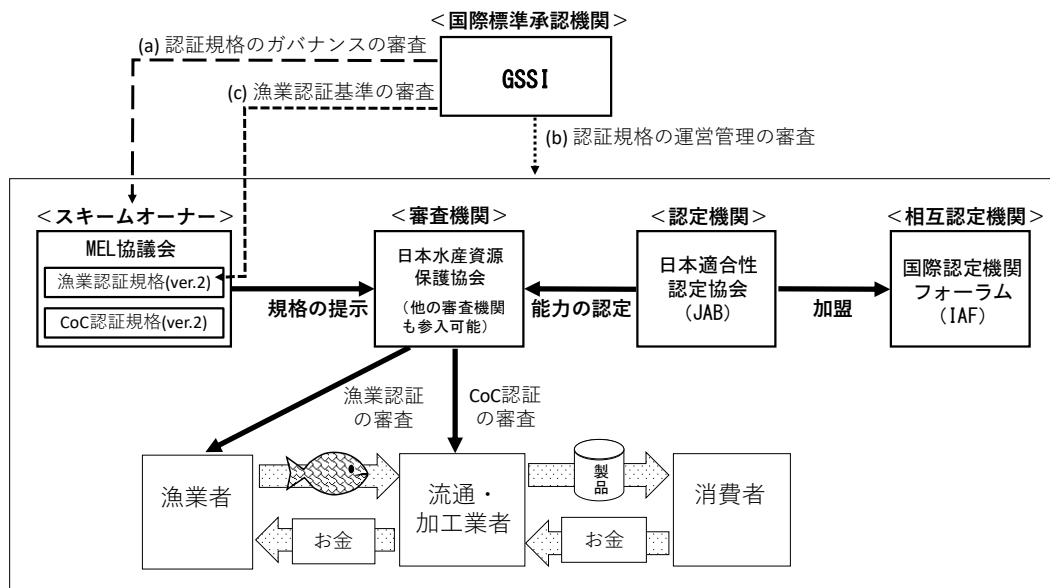 ＜国際標準承認機関＞
(a) 認証規格のガバナンスの審査
GSSI
(c) 漁業認証基準の審査
(b) 認証規格の運営管理の審査
＜スキームオーナー＞
MEL協議会
漁業認証規格(ver.2)
CoC認証規格(ver.2)
規格の提示
＜審査機関＞
日本水産資源
保護協会
（他の審査機関
も参入可能）
能力の認定
＜認定機関＞
日本適合性
認定協会
（JAB）
加盟
＜相互認定機関＞
国際認定機関
フォーラム
（IAF）
漁業認証
の審査
CoC認証
の審査
漁業者
流通・
加工業者
製
品
消費者
お金
お金